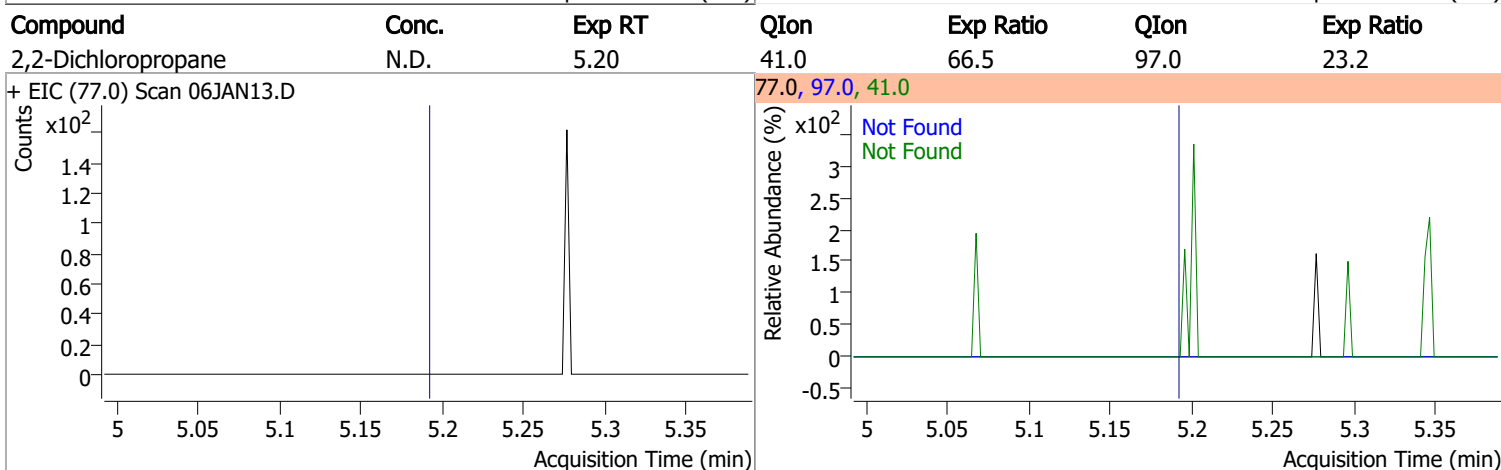 Compound Conc. Exp RT QIon Exp Ratio QIon Exp Ratio
2,2-Dichloropropane N.D. 5.20 41.0 66.5 97.0 23.2
+ EIC (77.0) Scan 06JAN13.D
Counts
x10²
1.4
1.2
1
0.8
0.6
0.4
0.2
0
5 5.05 5.1 5.15 5.2 5.25 5.3 5.35
Acquisition Time (min)
77.0, 97.0, 41.0
Relative Abundance (%)
x10²
Not Found
Not Found
3
2.5
2
1.5
1
0.5
0
-0.5
5 5.05 5.1 5.15 5.2 5.25 5.3 5.35
Acquisition Time (min)